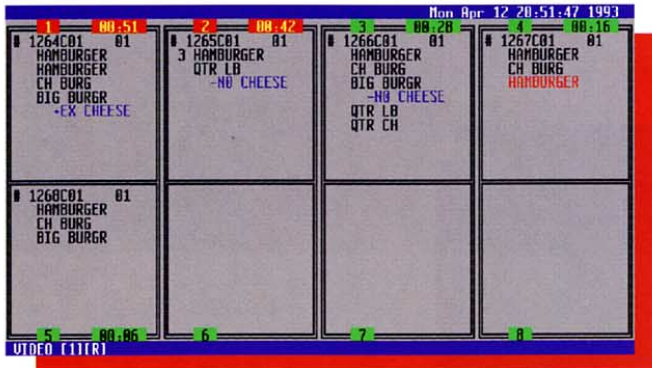 Mon Apr 12 20:51:47 1993
1 00:51
2 00:42
3 00:28
4 00:16
# 1264C01 01
HAMBURGER
HAMBURGER
CH BURG
BIG BURGR
+EX CHEESE
# 1265C01 01
3 HAMBURGER
QTR LB
-NO CHEESE
# 1266C01 01
HAMBURGER
CH BURG
BIG BURGR
-NO CHEESE
QTR LB
QTR CH
# 1267C01 01
HAMBURGER
CH BURG
HAMBURGER
# 1268C01 01
HAMBURGER
CH BURG
BIG BURGR
5 00:06
6
7
8
VIDEO [1][R]